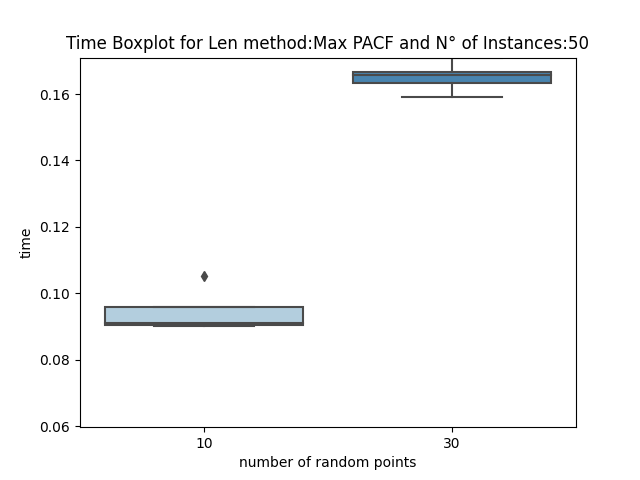 Time Boxplot for Len method:Max PACF and N° of Instances:50
0.16
0.14
0.12
0.10
0.08
0.06
time
10
30
number of random points